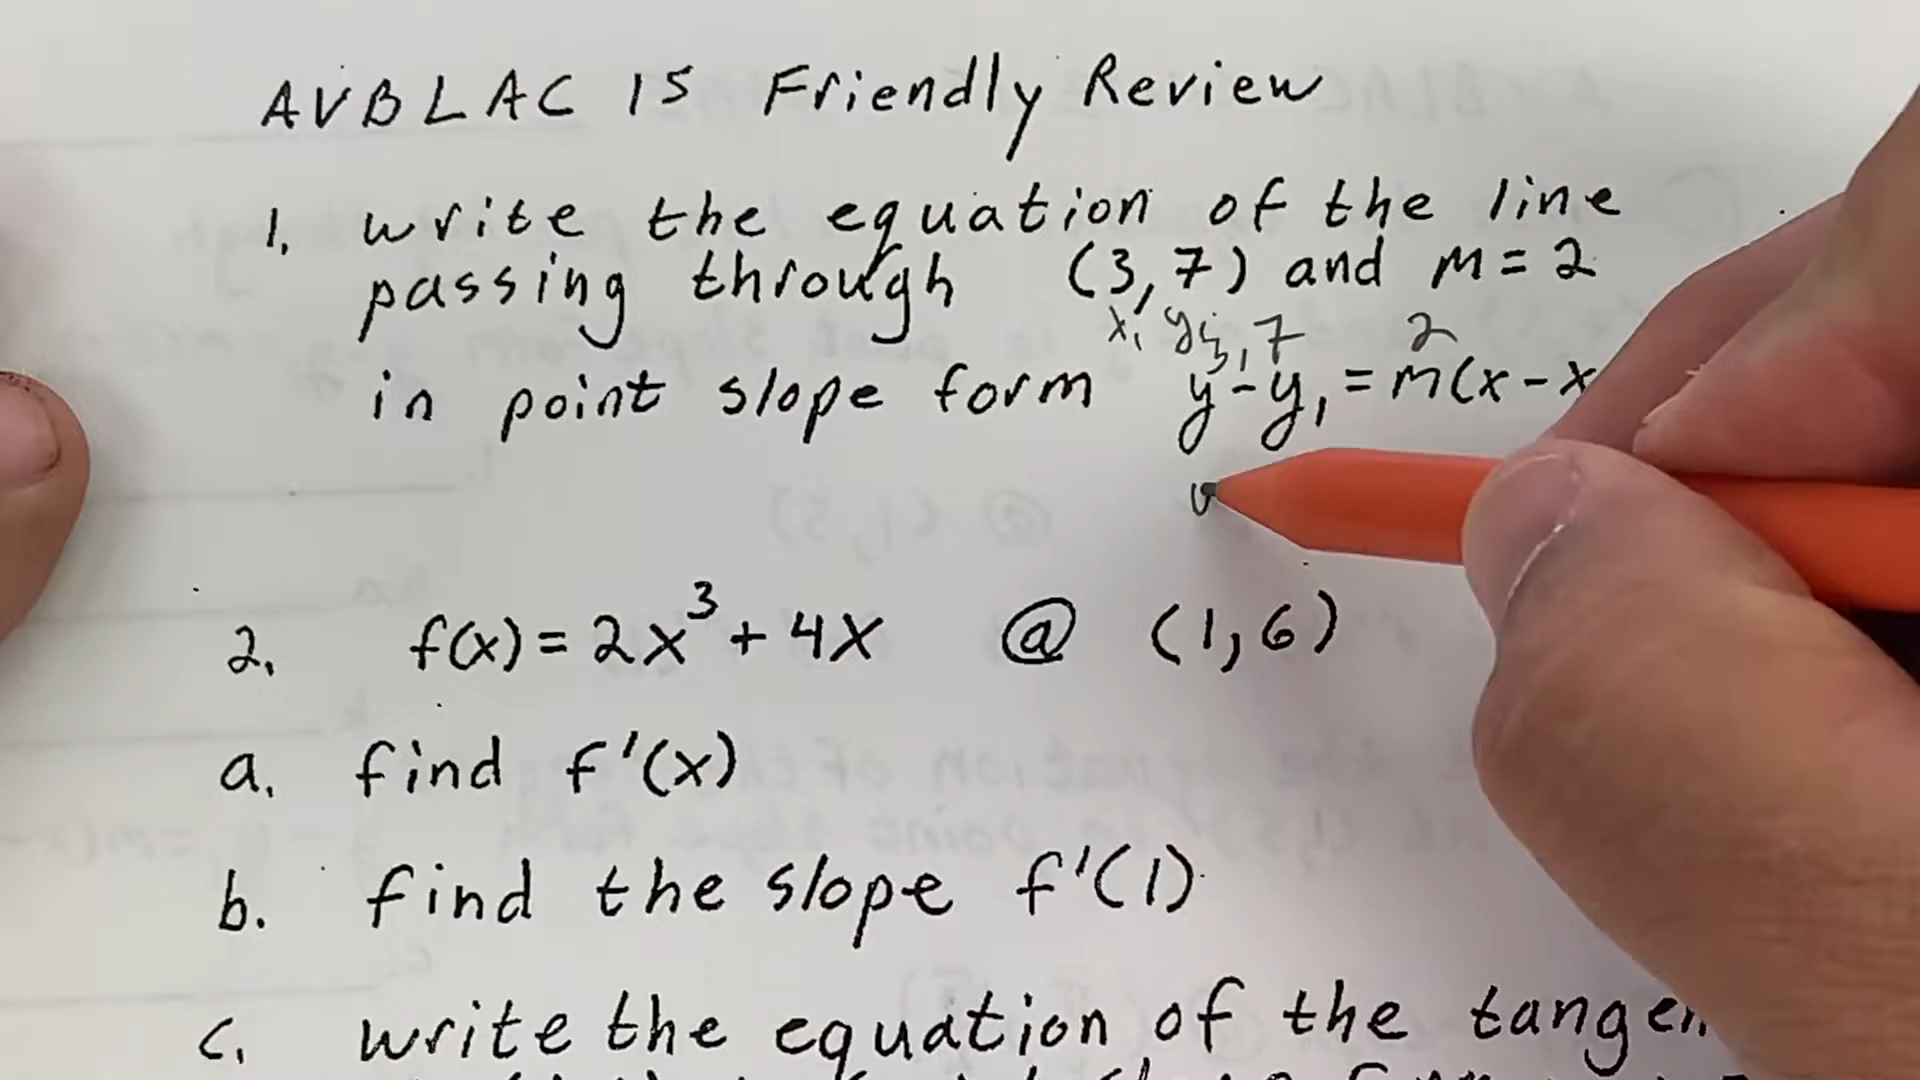 AVBLAC IS Friendly Review
1. write the equation of the line
passing through (3,7) and m = 2
x₁ y₁ 7 2
in point slope form y - y₁ = m(x - x
2. f(x) = 2x³ + 4x @ (1,6)
a. find f'(x)
b. find the slope f'(1)
c. write the equation of the tangen